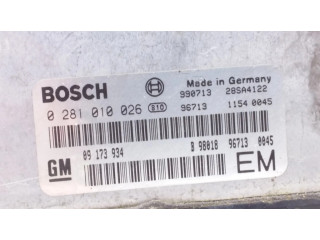 BOSCH Made in Germany
990713 28SA4122
0 281 010 026 B10 96713 1154 0045
GM 09 173 934 B 98018 96713 0045
EM